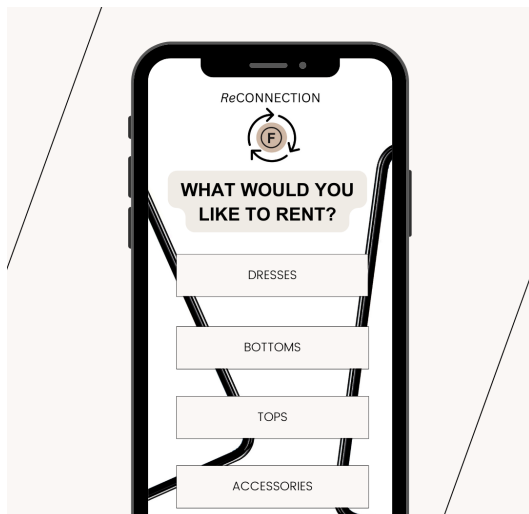 ReCONNECTION
F
WHAT WOULD YOU
LIKE TO RENT?
DRESSES
BOTTOMS
TOPS
ACCESSORIES